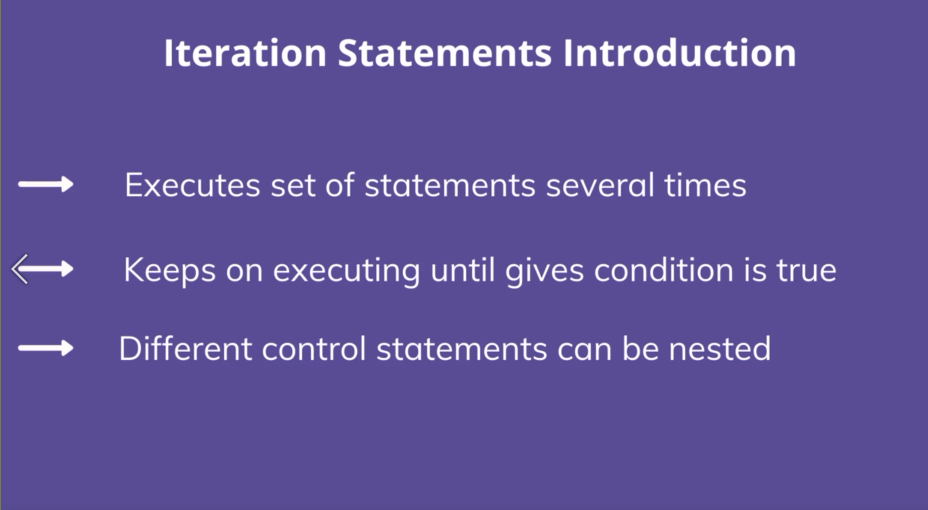 Iteration Statements Introduction
Executes set of statements several times
Keeps on executing until gives condition is true
Different control statements can be nested